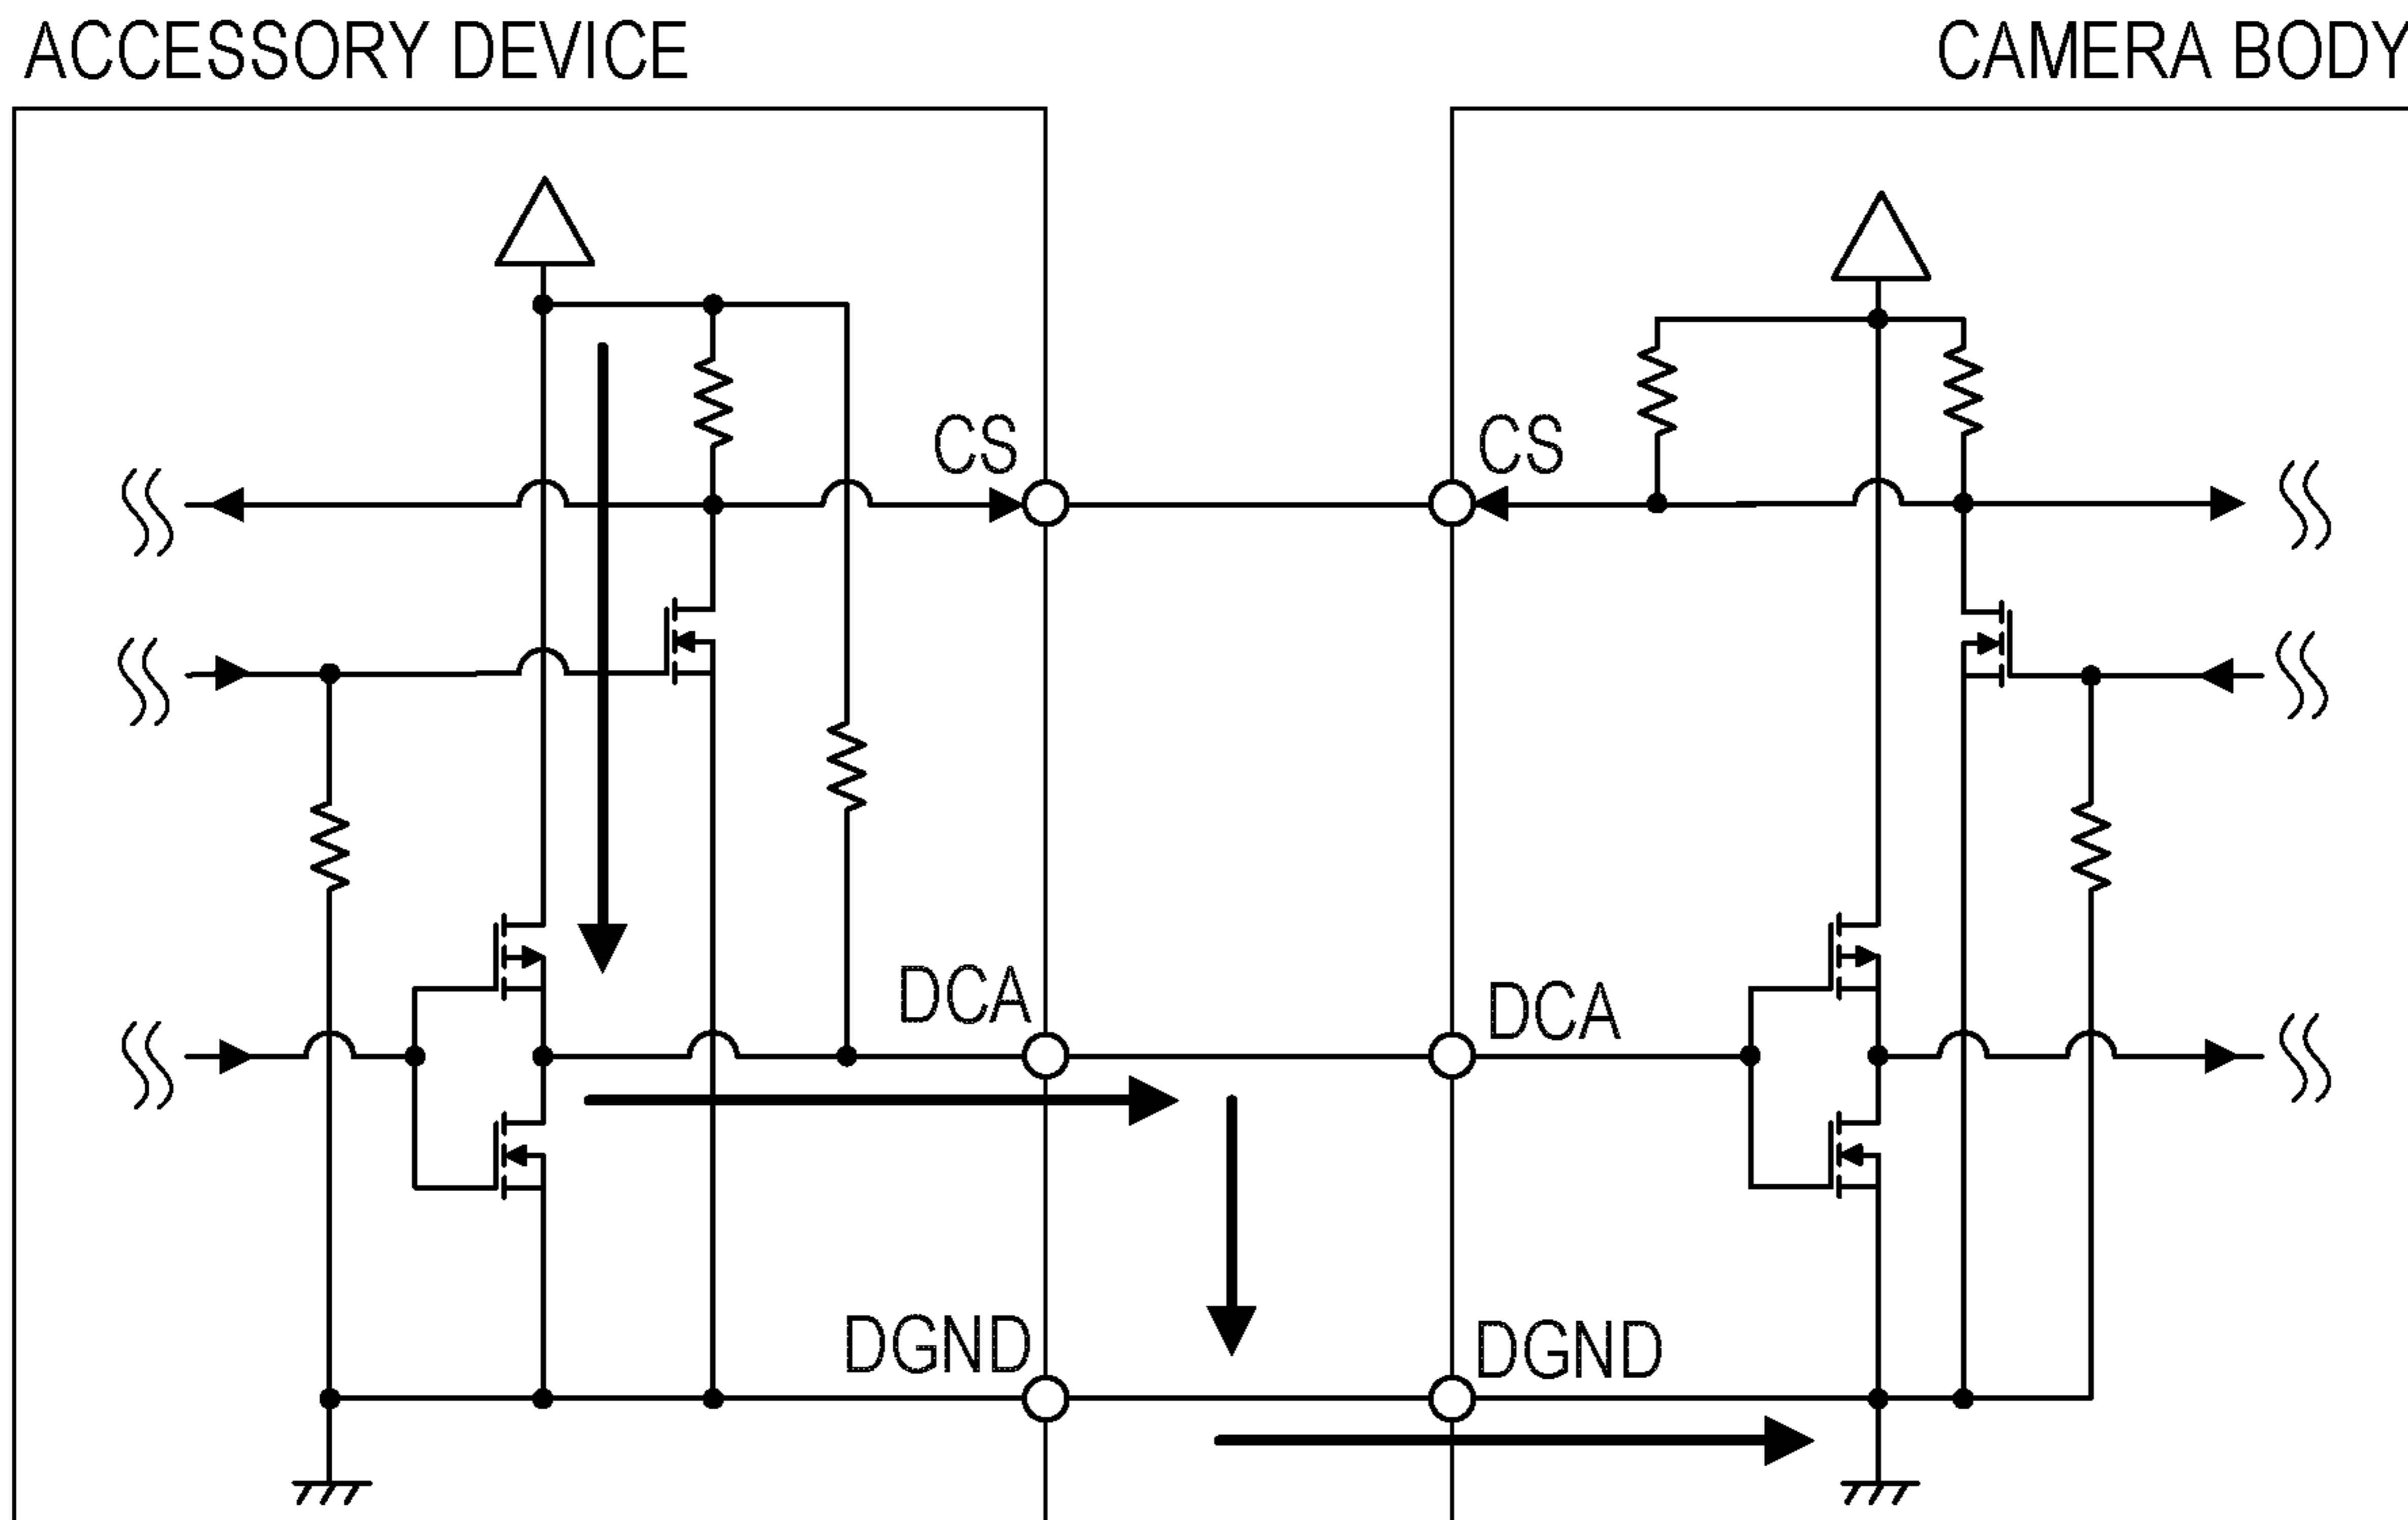 ACCESSORY DEVICE
CAMERA BODY
CS
CS
DCA
DCA
DGND
DGND